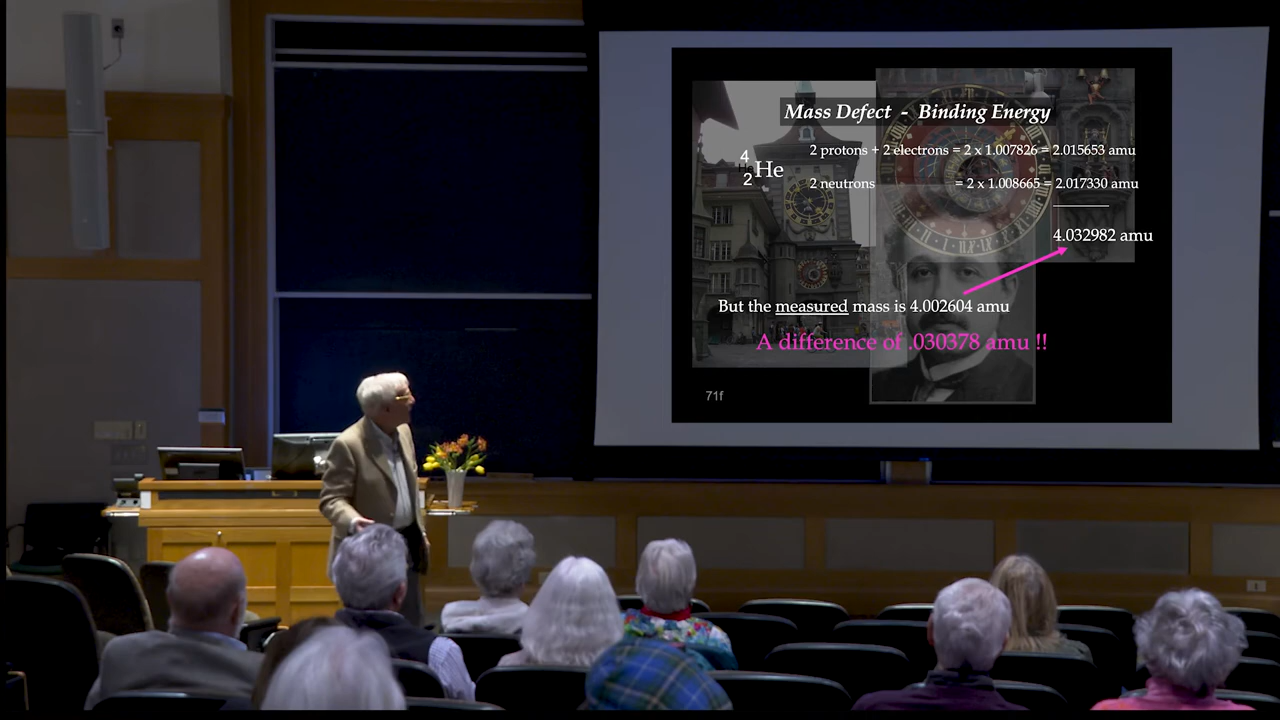 Mass Defect - Binding Energy
2 protons + 2 electrons = 2 x 1.007826 = 2.015653 amu
4
2 He
2 neutrons = 2 x 1.008665 = 2.017330 amu
4.032982 amu
But the measured mass is 4.002604 amu
A difference of .030378 amu !!
71f